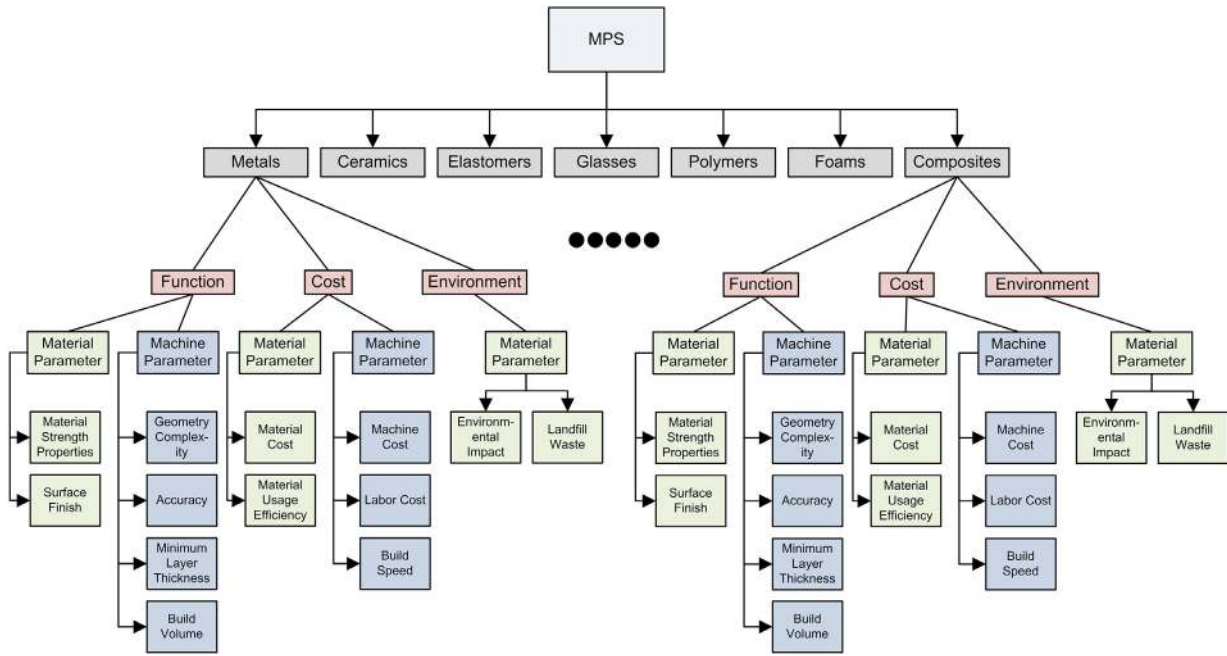 MPS
Metals
Ceramics
Elastomers
Glasses
Polymers
Foams
Composites
Function
Cost
Environment
Function
Cost
Environment
Material
Parameter
Machine
Parameter
Material
Parameter
Machine
Parameter
Material
Parameter
Material
Parameter
Machine
Parameter
Material
Parameter
Machine
Parameter
Material
Parameter
Material
Strength
Properties
Geometry
Complex-
ity
Material
Cost
Machine
Cost
Environm-
ental
Impact
Landfill
Waste
Material
Strength
Properties
Geometry
Complex-
ity
Material
Cost
Machine
Cost
Environm-
ental
Impact
Landfill
Waste
Surface
Finish
Accuracy
Material
Usage
Efficiency
Labor Cost
Surface
Finish
Accuracy
Material
Usage
Efficiency
Labor Cost
Minimum
Layer
Thickness
Build
Speed
Minimum
Layer
Thickness
Build
Speed
Build
Volume
Build
Volume